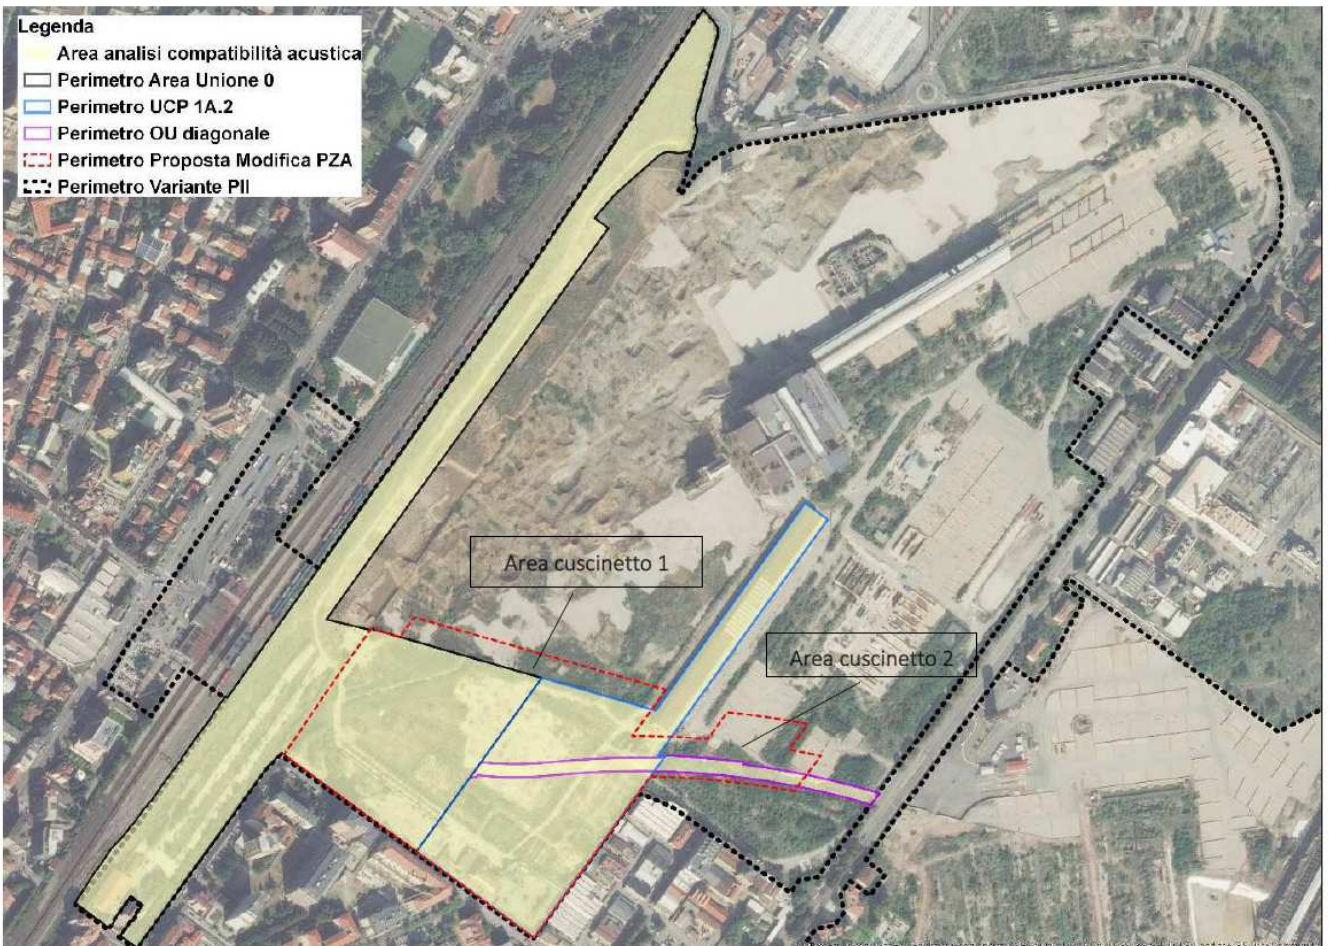 Legenda
Area analisi compatibilità acustica
Perimetro Area Unione 0
Perimetro UCP 1A.2
Perimetro OU diagonale
Perimetro Proposta Modifica PZA
Perimetro Variante PII
Area cuscinetto 1
Area cuscinetto 2